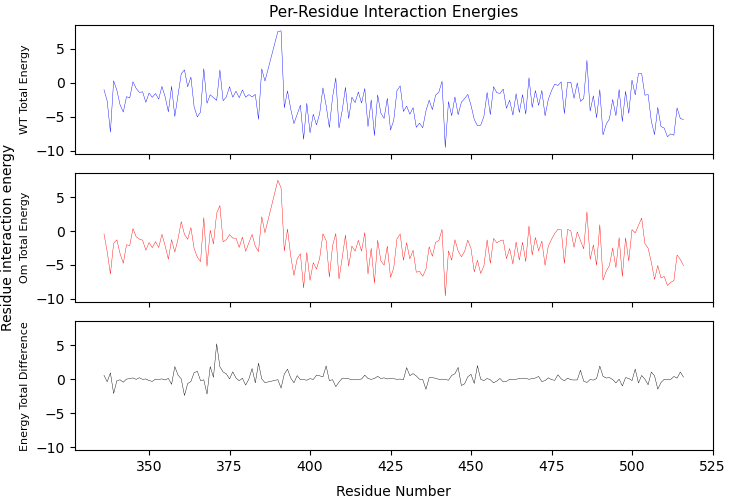 Per-Residue Interaction Energies
Residue interaction energy
WT Total Energy
5
0
−5
−10
Om Total Energy
5
0
−5
−10
Energy Total Difference
5
0
−5
−10
350 375 400 425 450 475 500 525
Residue Number